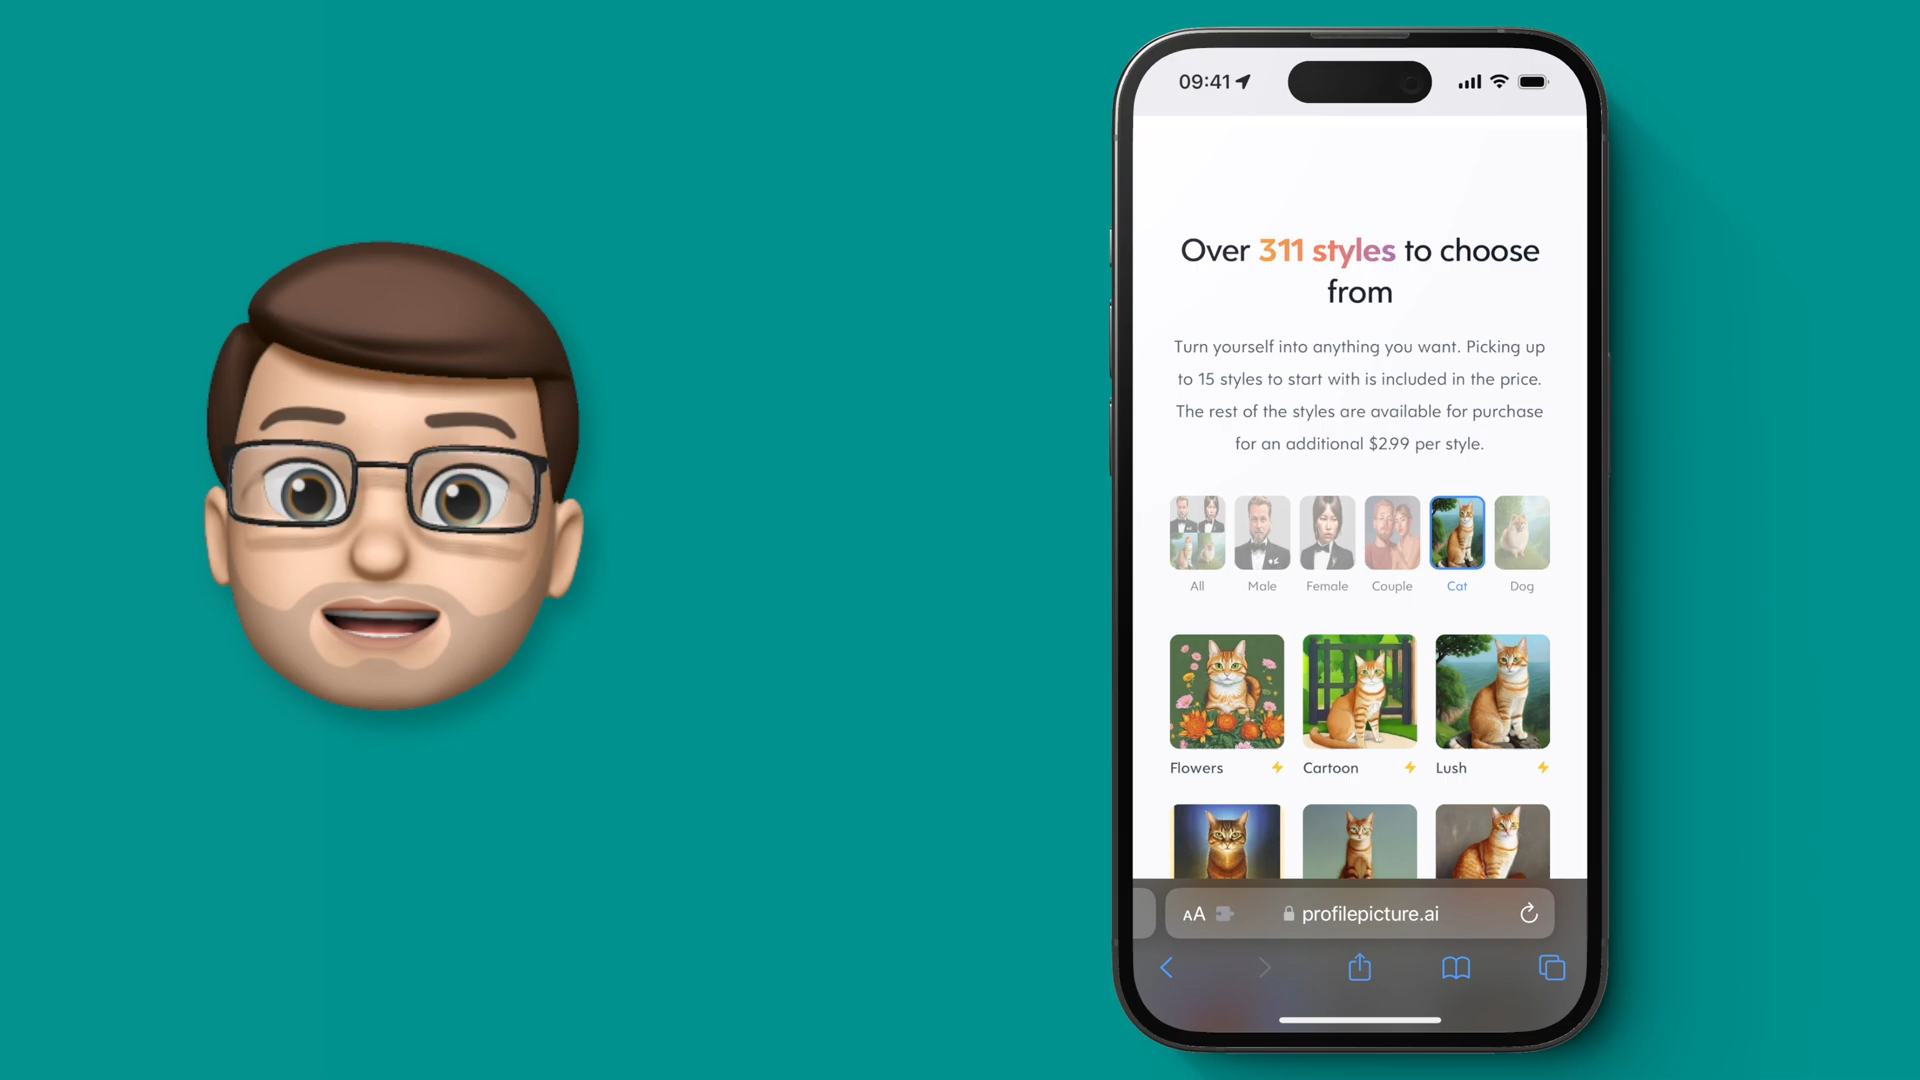 09:41
Over 311 styles to choose
from
Turn yourself into anything you want. Picking up
to 15 styles to start with is included in the price.
The rest of the styles are available for purchase
for an additional $2.99 per style.
All Male Female Couple Cat Dog
Flowers Cartoon Lush
AA profilepicture.ai